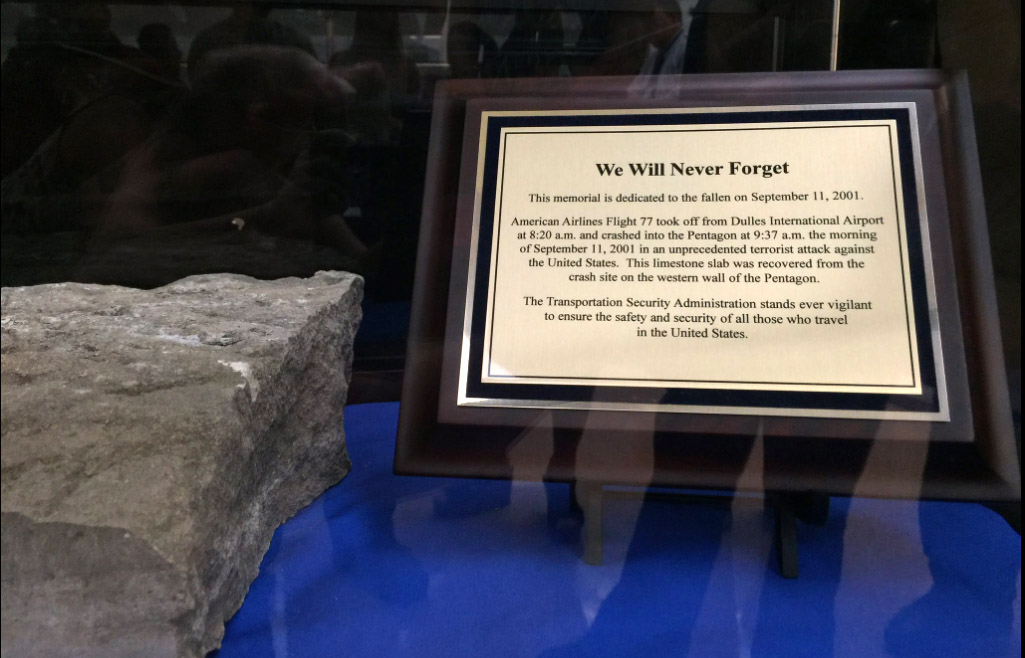 We Will Never Forget
This memorial is dedicated to the fallen on September 11, 2001.
American Airlines Flight 77 took off from Dulles International Airport
at 8:20 a.m. and crashed into the Pentagon at 9:37 a.m. the morning
of September 11, 2001 in an unprecedented terrorist attack against
the United States.  This limestone slab was recovered from the
crash site on the western wall of the Pentagon.
The Transportation Security Administration stands ever vigilant
to ensure the safety and security of all those who travel
in the United States.